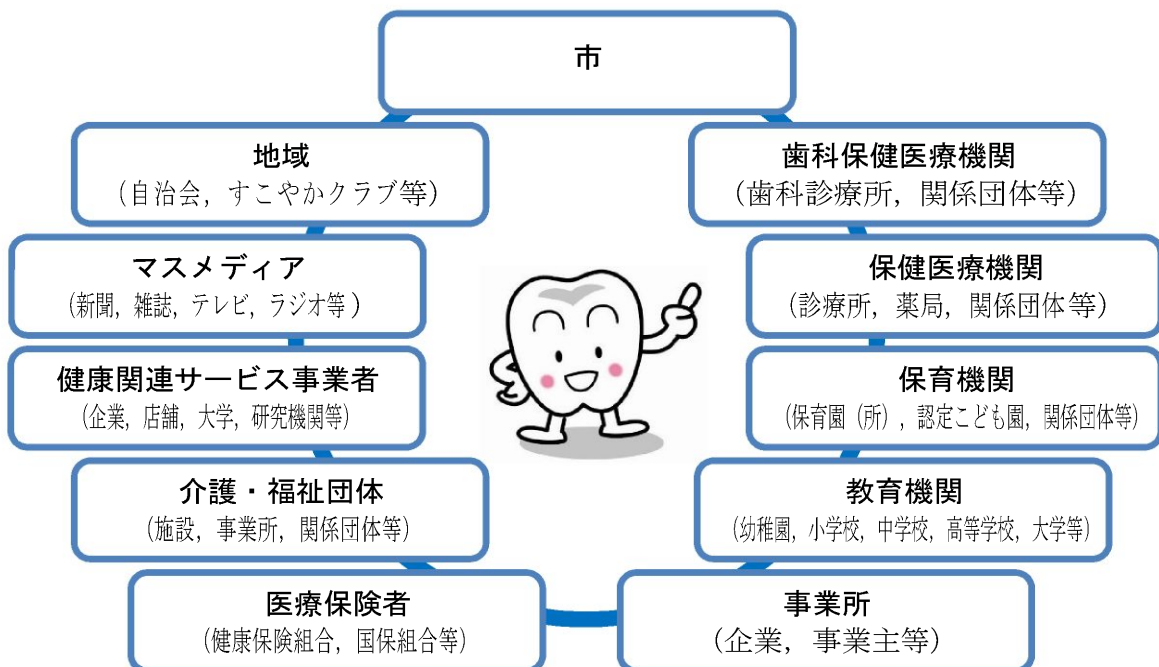 市
地域
(自治会, すこやかクラブ等)
歯科保健医療機関
(歯科診療所, 関係団体等)
マスメディア
(新聞, 雑誌, テレビ, ラジオ等)
保健医療機関
(診療所, 薬局, 関係団体等)
健康関連サービス事業者
(企業, 店舗, 大学, 研究機関等)
保育機関
(保育園（所）, 認定こども園, 関係団体等)
介護・福祉団体
(施設, 事業所, 関係団体等)
教育機関
(幼稚園, 小学校, 中学校, 高等学校, 大学等)
医療保険者
(健康保険組合, 国保組合等)
事業所
(企業, 事業主等)